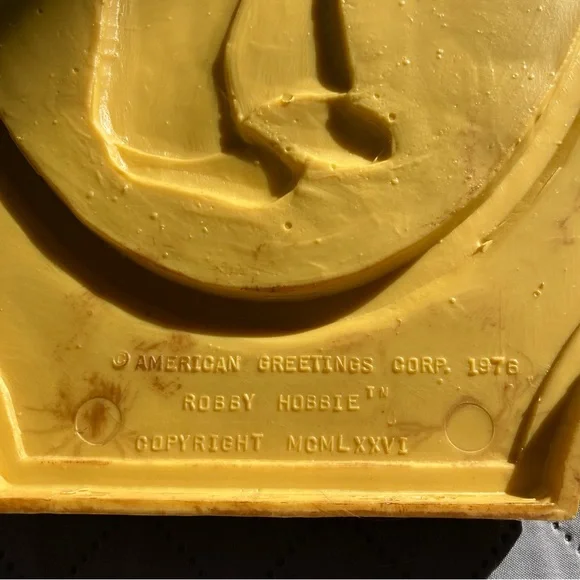 © AMERICAN GREETINGS CORP. 1976
ROBBY HOBBIE™
COPYRIGHT MCMLXXVI